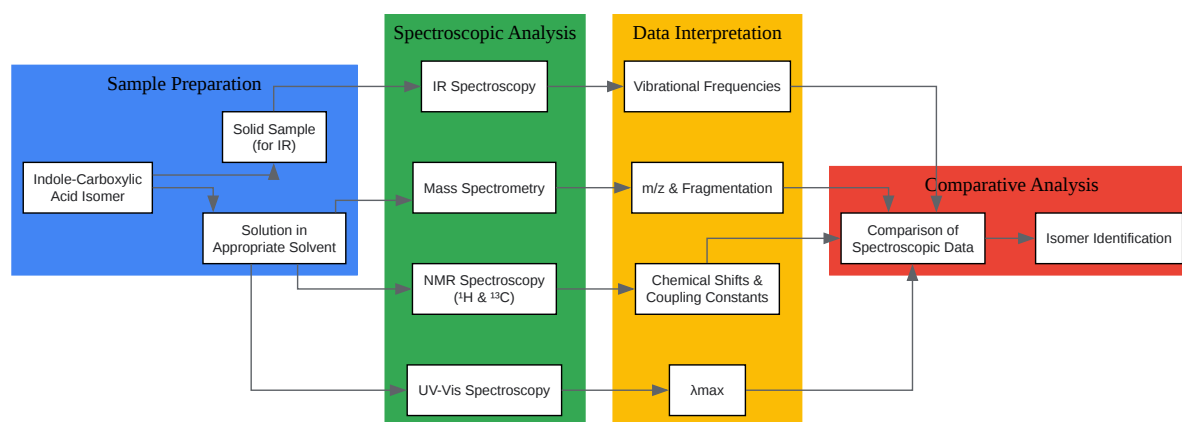 Sample Preparation
Indole-Carboxylic
Acid Isomer
Solid Sample
(for IR)
Solution in
Appropriate Solvent
Spectroscopic Analysis
IR Spectroscopy
Mass Spectrometry
NMR Spectroscopy
(¹H & ¹³C)
UV-Vis Spectroscopy
Data Interpretation
Vibrational Frequencies
m/z & Fragmentation
Chemical Shifts &
Coupling Constants
λmax
Comparative Analysis
Comparison of
Spectroscopic Data
Isomer Identification